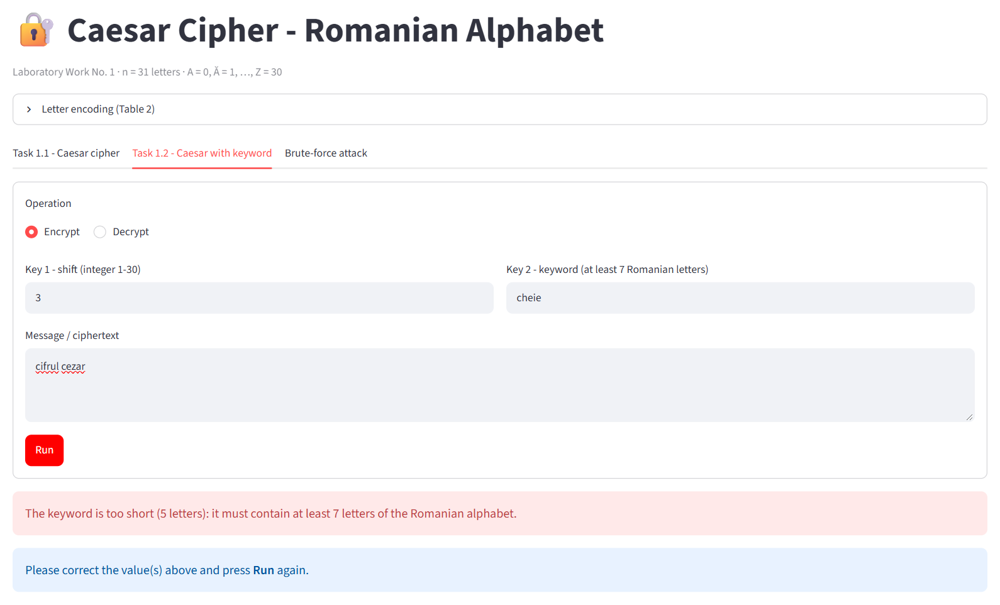 Caesar Cipher - Romanian Alphabet
Laboratory Work No. 1 · n = 31 letters · A = 0, Ă = 1, …, Z = 30
Letter encoding (Table 2)
Task 1.1 - Caesar cipher Task 1.2 - Caesar with keyword Brute-force attack
Operation
Encrypt Decrypt
Key 1 - shift (integer 1-30) Key 2 - keyword (at least 7 Romanian letters)
3 cheie
Message / ciphertext
cifrul cezar
Run
The keyword is too short (5 letters): it must contain at least 7 letters of the Romanian alphabet.
Please correct the value(s) above and press Run again.